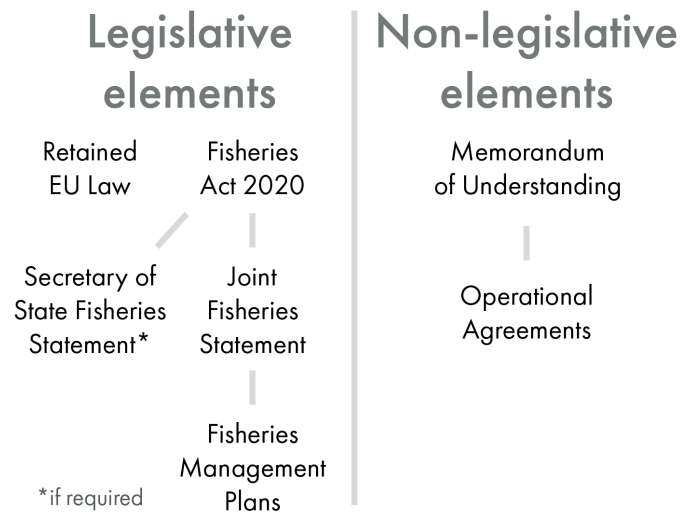 Legislative
elements
Retained
EU Law
Fisheries
Act 2020
Secretary of
State Fisheries
Statement*
Joint
Fisheries
Statement
Fisheries
Management
Plans
*if required
Non-legislative
elements
Memorandum
of Understanding
Operational
Agreements